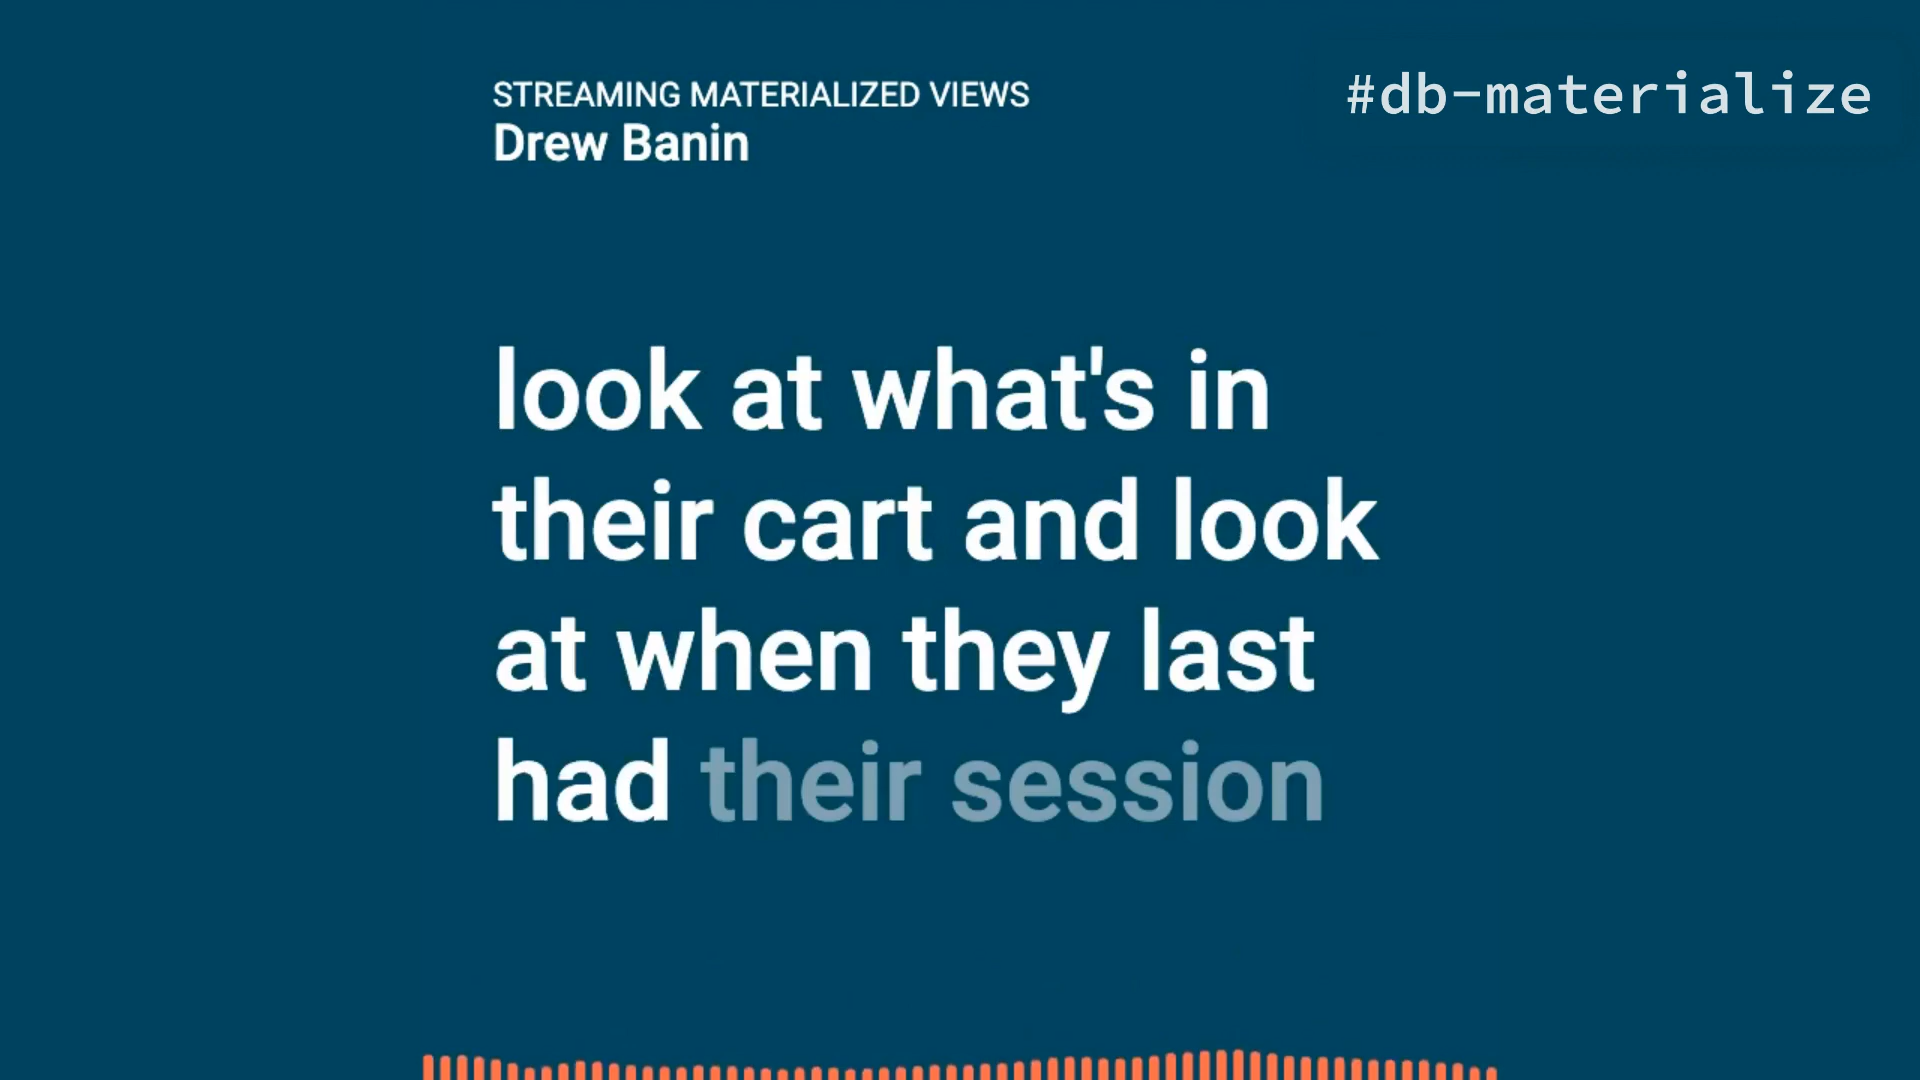 STREAMING MATERIALIZED VIEWS
Drew Banin
#db-materialize
look at what's in
their cart and look
at when they last
had their session